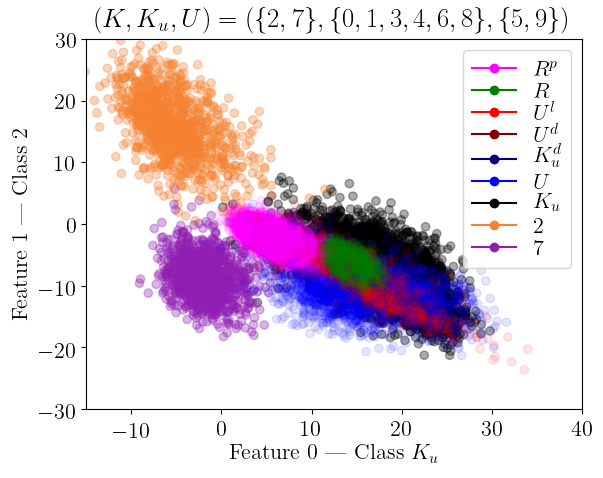 (K, K_u, U) = ({2, 7}, {0, 1, 3, 4, 6, 8}, {5, 9})
30
20
10
0
−10
−20
−30
Feature 1 — Class 2
R^p
R
U^l
U^d
K_u^d
U
K_u
2
7
−10
0
10
20
30
40
Feature 0 — Class K_u